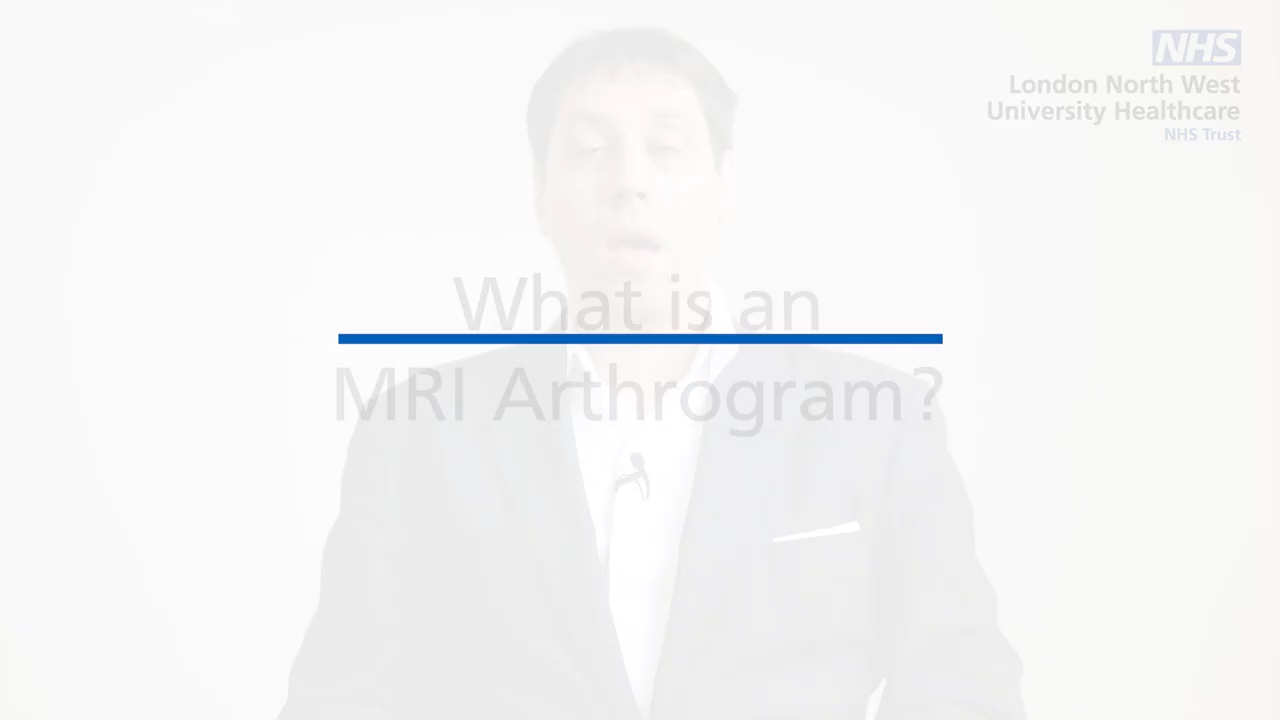 NHS
London North West
University Healthcare
NHS Trust
What is an
MRI Arthrogram?